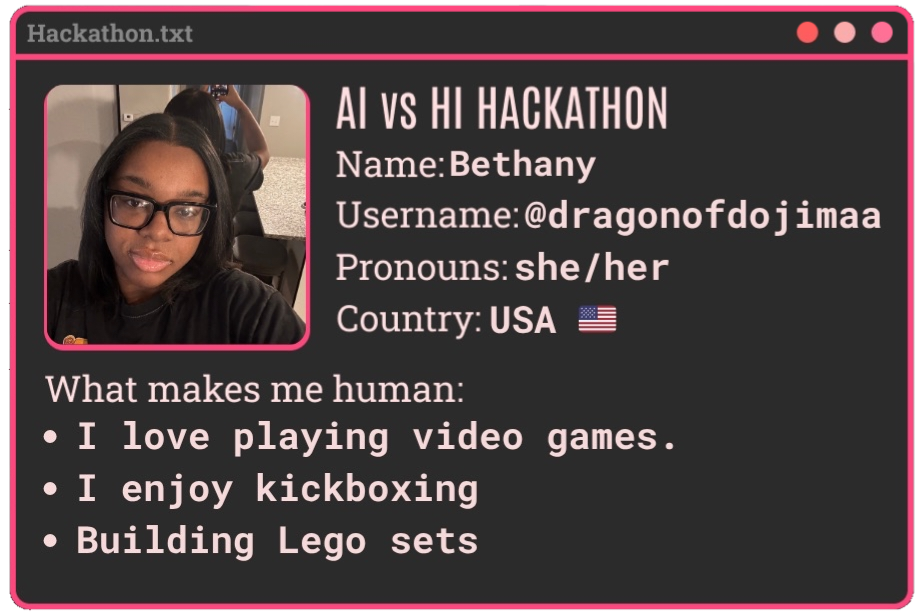 Hackathon.txt
AI vs HI HACKATHON
Name: Bethany
Username: @dragonofdojimaa
Pronouns: she/her
Country: USA 🇺🇸
What makes me human:
• I love playing video games.
• I enjoy kickboxing
• Building Lego sets